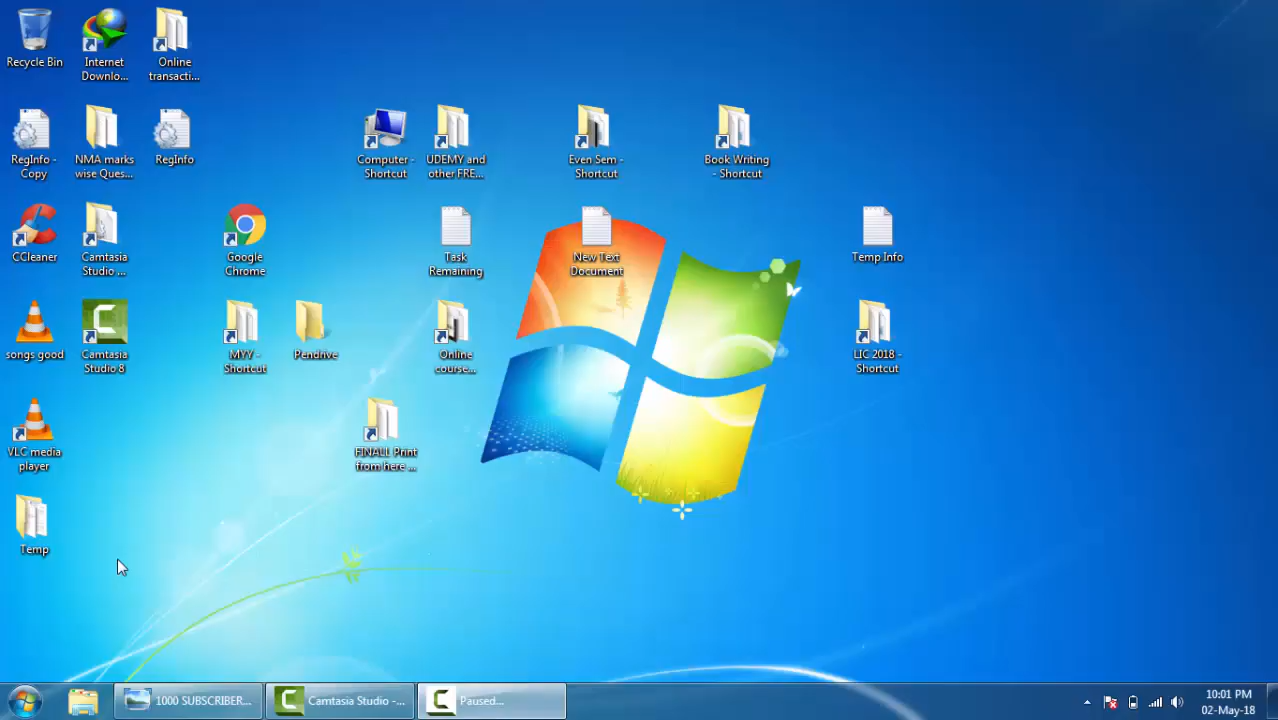 Recycle Bin
Internet
Downlo...
Online
transacti...
RegInfo -
Copy
NMA marks
wise Ques...
RegInfo
Computer -
Shortcut
UDEMY and
other FRE...
Even Sem -
Shortcut
Book Writing
- Shortcut
CCleaner
Camtasia
Studio ...
Google
Chrome
Task
Remaining
New Text
Document
Temp Info
songs good
Camtasia
Studio 8
MYV -
Shortcut
Pendrive
Online
course...
LIC 2018 -
Shortcut
VLC media
player
FINALL Print
from here ...
Temp
1000 SUBSCRIBER...
Camtasia Studio -...
Paused...
10:01 PM
02-May-18